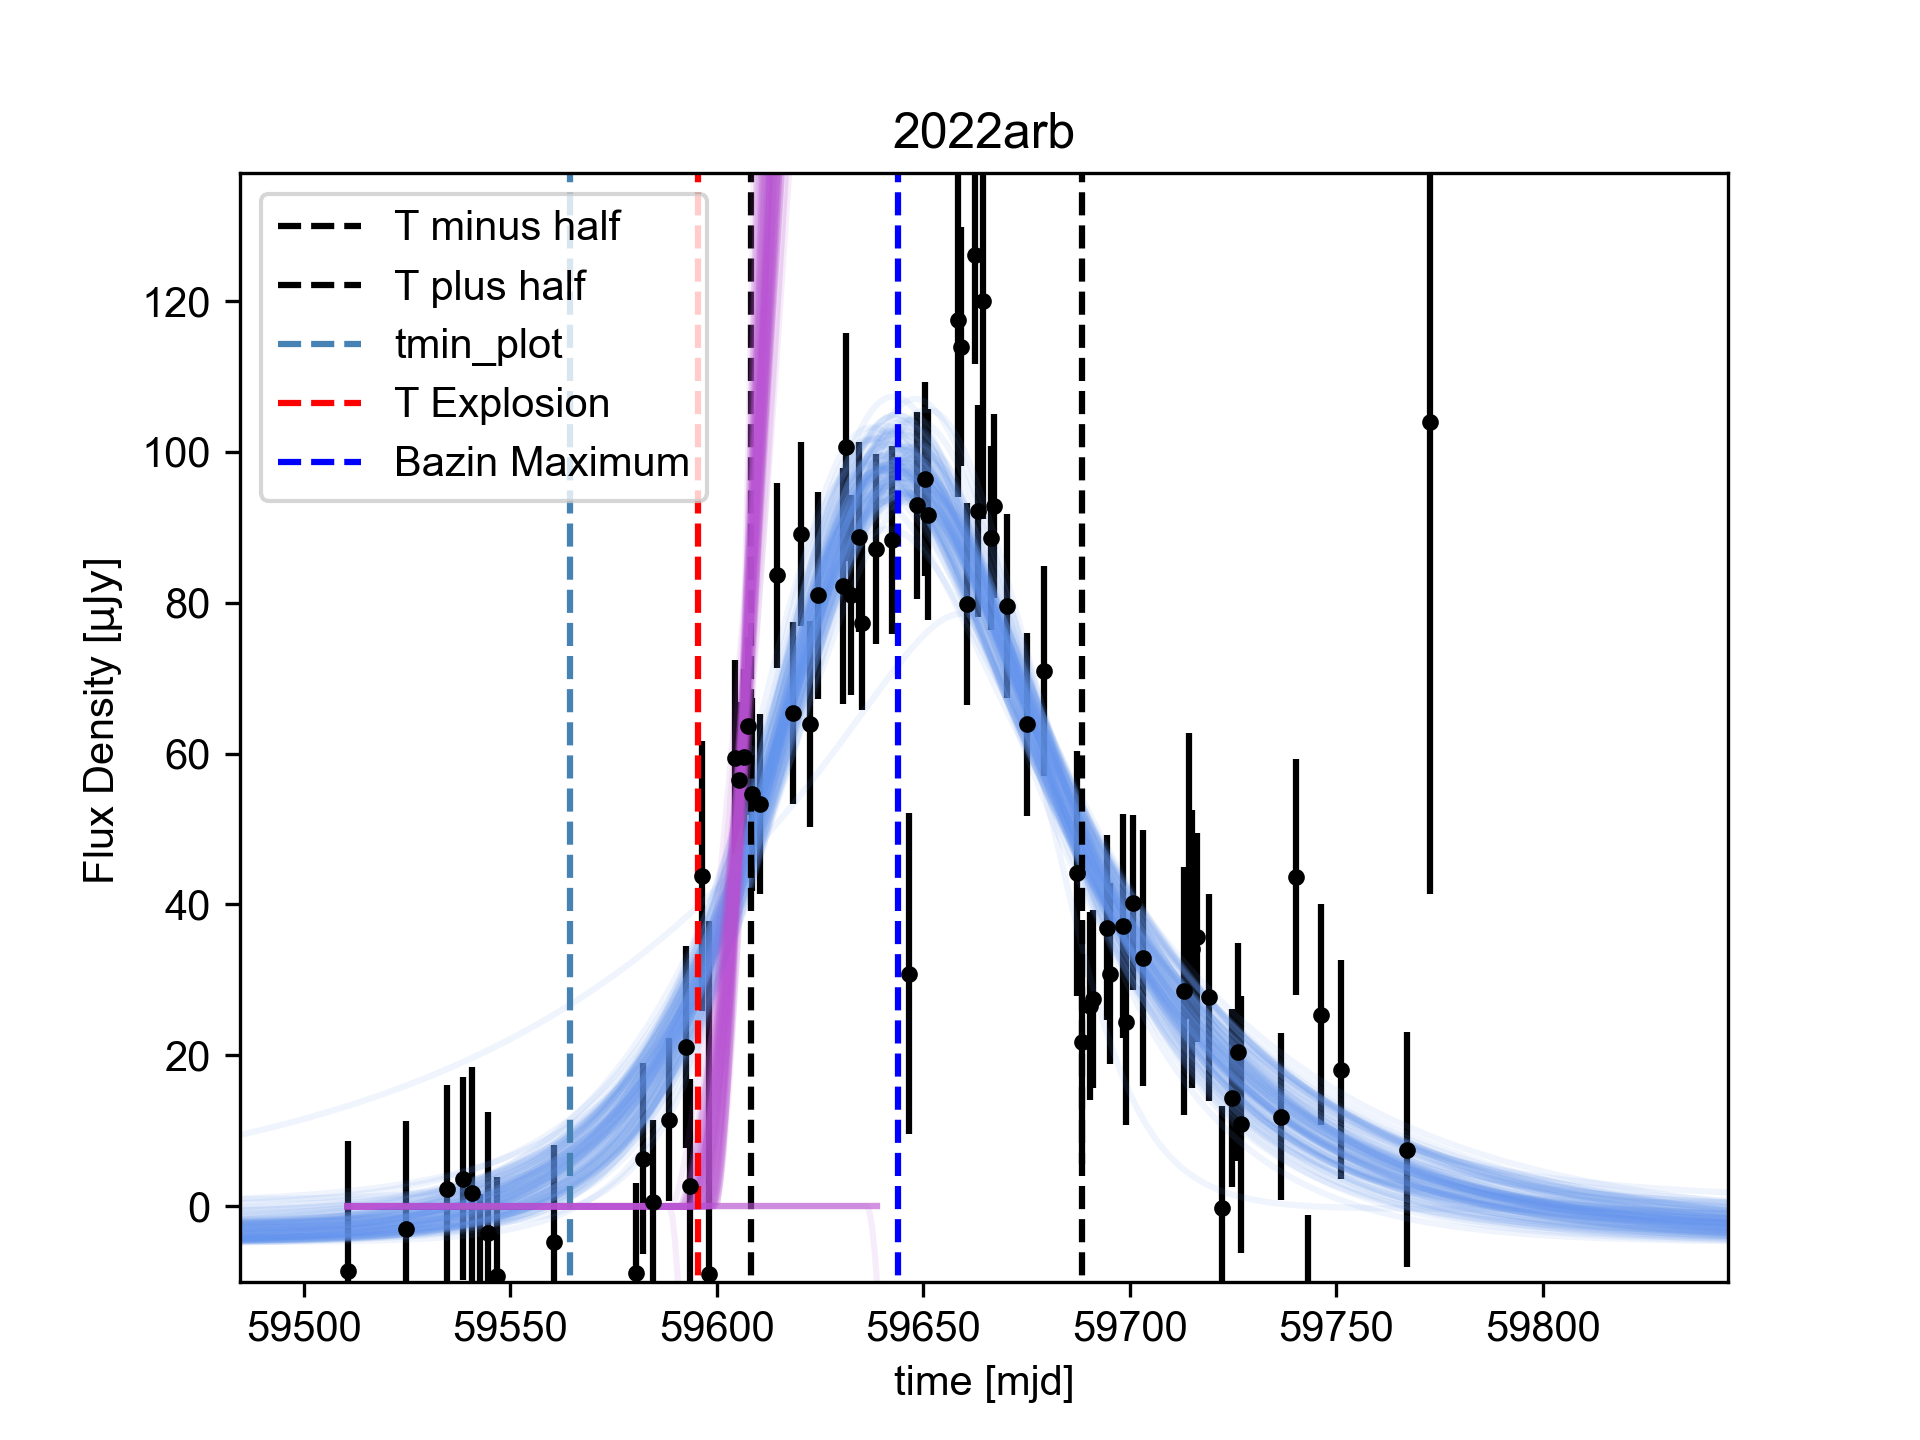 2022arb
T minus half
T plus half
tmin_plot
T Explosion
Bazin Maximum
120
100
80
60
40
20
0
Flux Density [µJy]
59500 59550 59600 59650 59700 59750 59800
time [mjd]